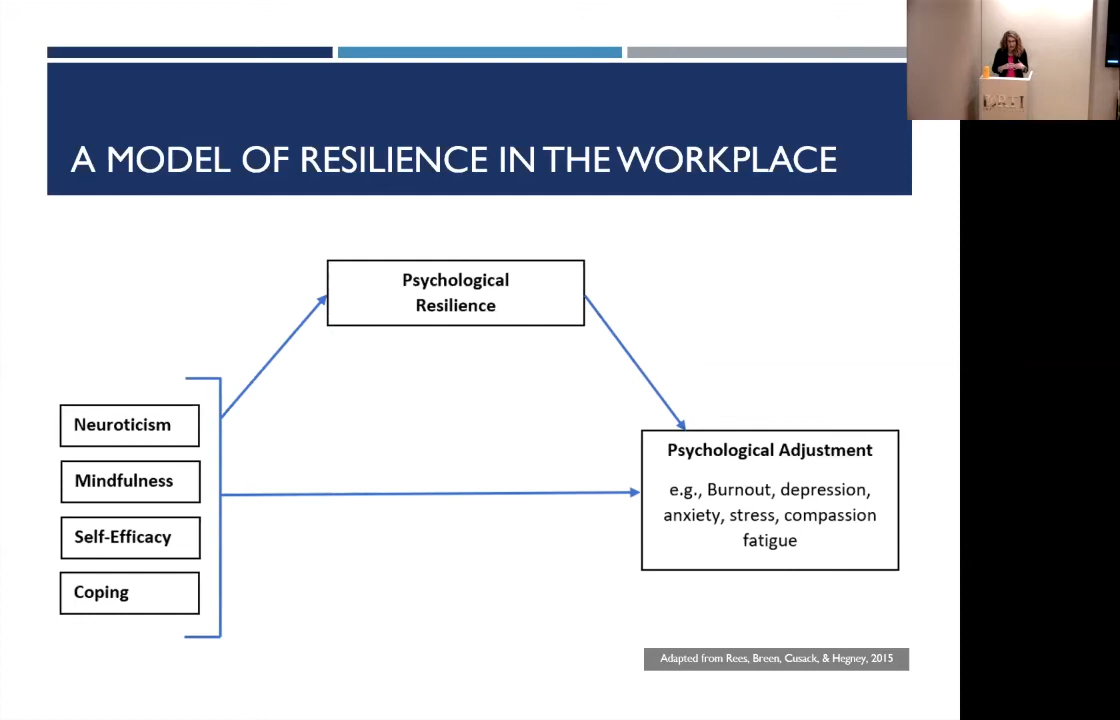 A MODEL OF RESILIENCE IN THE WORKPLACE
Psychological
Resilience
Neuroticism
Mindfulness
Self-Efficacy
Coping
Psychological Adjustment
e.g., Burnout, depression,
anxiety, stress, compassion
fatigue
Adapted from Rees, Breen, Cusack, & Hegney, 2015